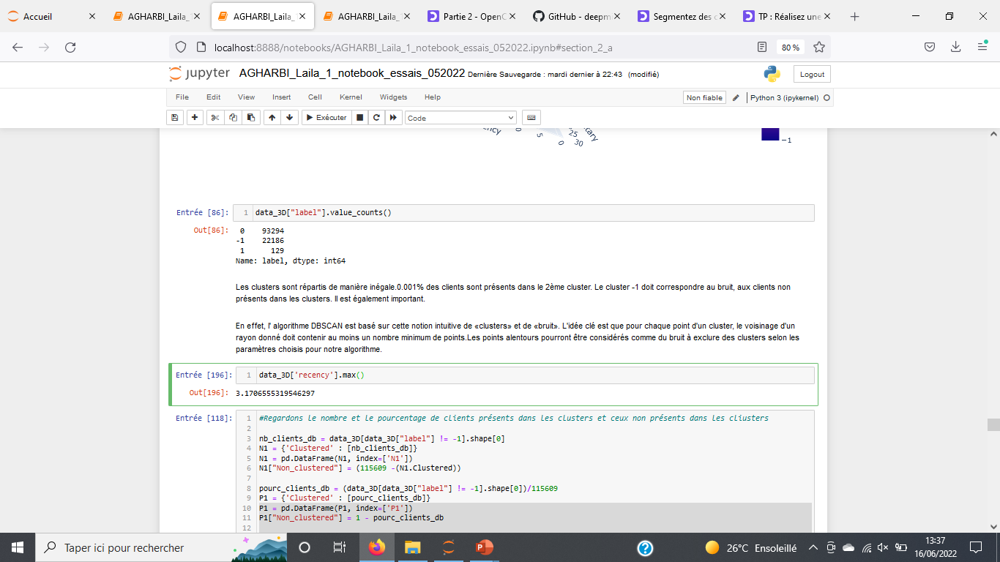 Accueil
AGHARBI_Laila_1
AGHARBI_Laila_
AGHARBI_Laila_1
Partie 2 - OpenC
GitHub - deepm
Segmentez des c
TP : Réalisez une
localhost:8888/notebooks/AGHARBI_Laila_1_notebook_essais_052022.ipynb#section_2_a
80 %
jupyter AGHARBI_Laila_1_notebook_essais_052022 Dernière Sauvegarde : mardi dernier à 22:43 (modifié)
Logout
File Edit View Insert Cell Kernel Widgets Help
Non fiable
Python 3 (ipykernel)
Exécuter
Code
ency
0
5
0
25
30
tary
−1
Entrée [86]:
1 data_3D["label"].value_counts()
Out[86]:
0 93294
-1 22186
1 129
Name: label, dtype: int64
Les clusters sont répartis de manière inégale.0.001% des clients sont présents dans le 2ème cluster. Le cluster -1 doit correspondre au bruit, aux clients non
présents dans les clusters. Il est également important.
En effet, l' algorithme DBSCAN est basé sur cette notion intuitive de «clusters» et de «bruit». L'idée clé est que pour chaque point d'un cluster, le voisinage d'un
rayon donné doit contenir au moins un nombre minimum de points.Les points alentours pourront être considérés comme du bruit à exclure des clusters selon les
paramètres choisis pour notre algorithme.
Entrée [196]:
1 data_3D['recency'].max()
Out[196]:
3.1706555319546297
Entrée [118]:
1 #Regardons le nombre et le pourcentage de clients présents dans les clusters et ceux non présents dans les cliusters
2
3 nb_clients_db = data_3D[data_3D["label"] != -1].shape[0]
4 N1 = {'Clustered' : [nb_clients_db]}
5 N1 = pd.DataFrame(N1, index=['N1'])
6 N1["Non_clustered"] = (115609 -(N1.Clustered))
7
8 pourc_clients_db = (data_3D[data_3D["label"] != -1].shape[0])/115609
9 P1 = {'Clustered' : [pourc_clients_db]}
10 P1 = pd.DataFrame(P1, index=['P1'])
11 P1["Non_clustered"] = 1 - pourc_clients_db
12
Taper ici pour rechercher
26°C Ensoleillé
13:37
16/06/2022